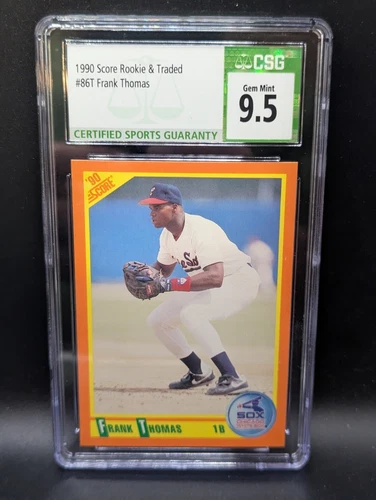 1990 Score Rookie & Traded
#86T Frank Thomas
CSG
Gem Mint
9.5
CERTIFIED SPORTS GUARANTY
'90
SCORE
SOX
FRANK THOMAS 1B